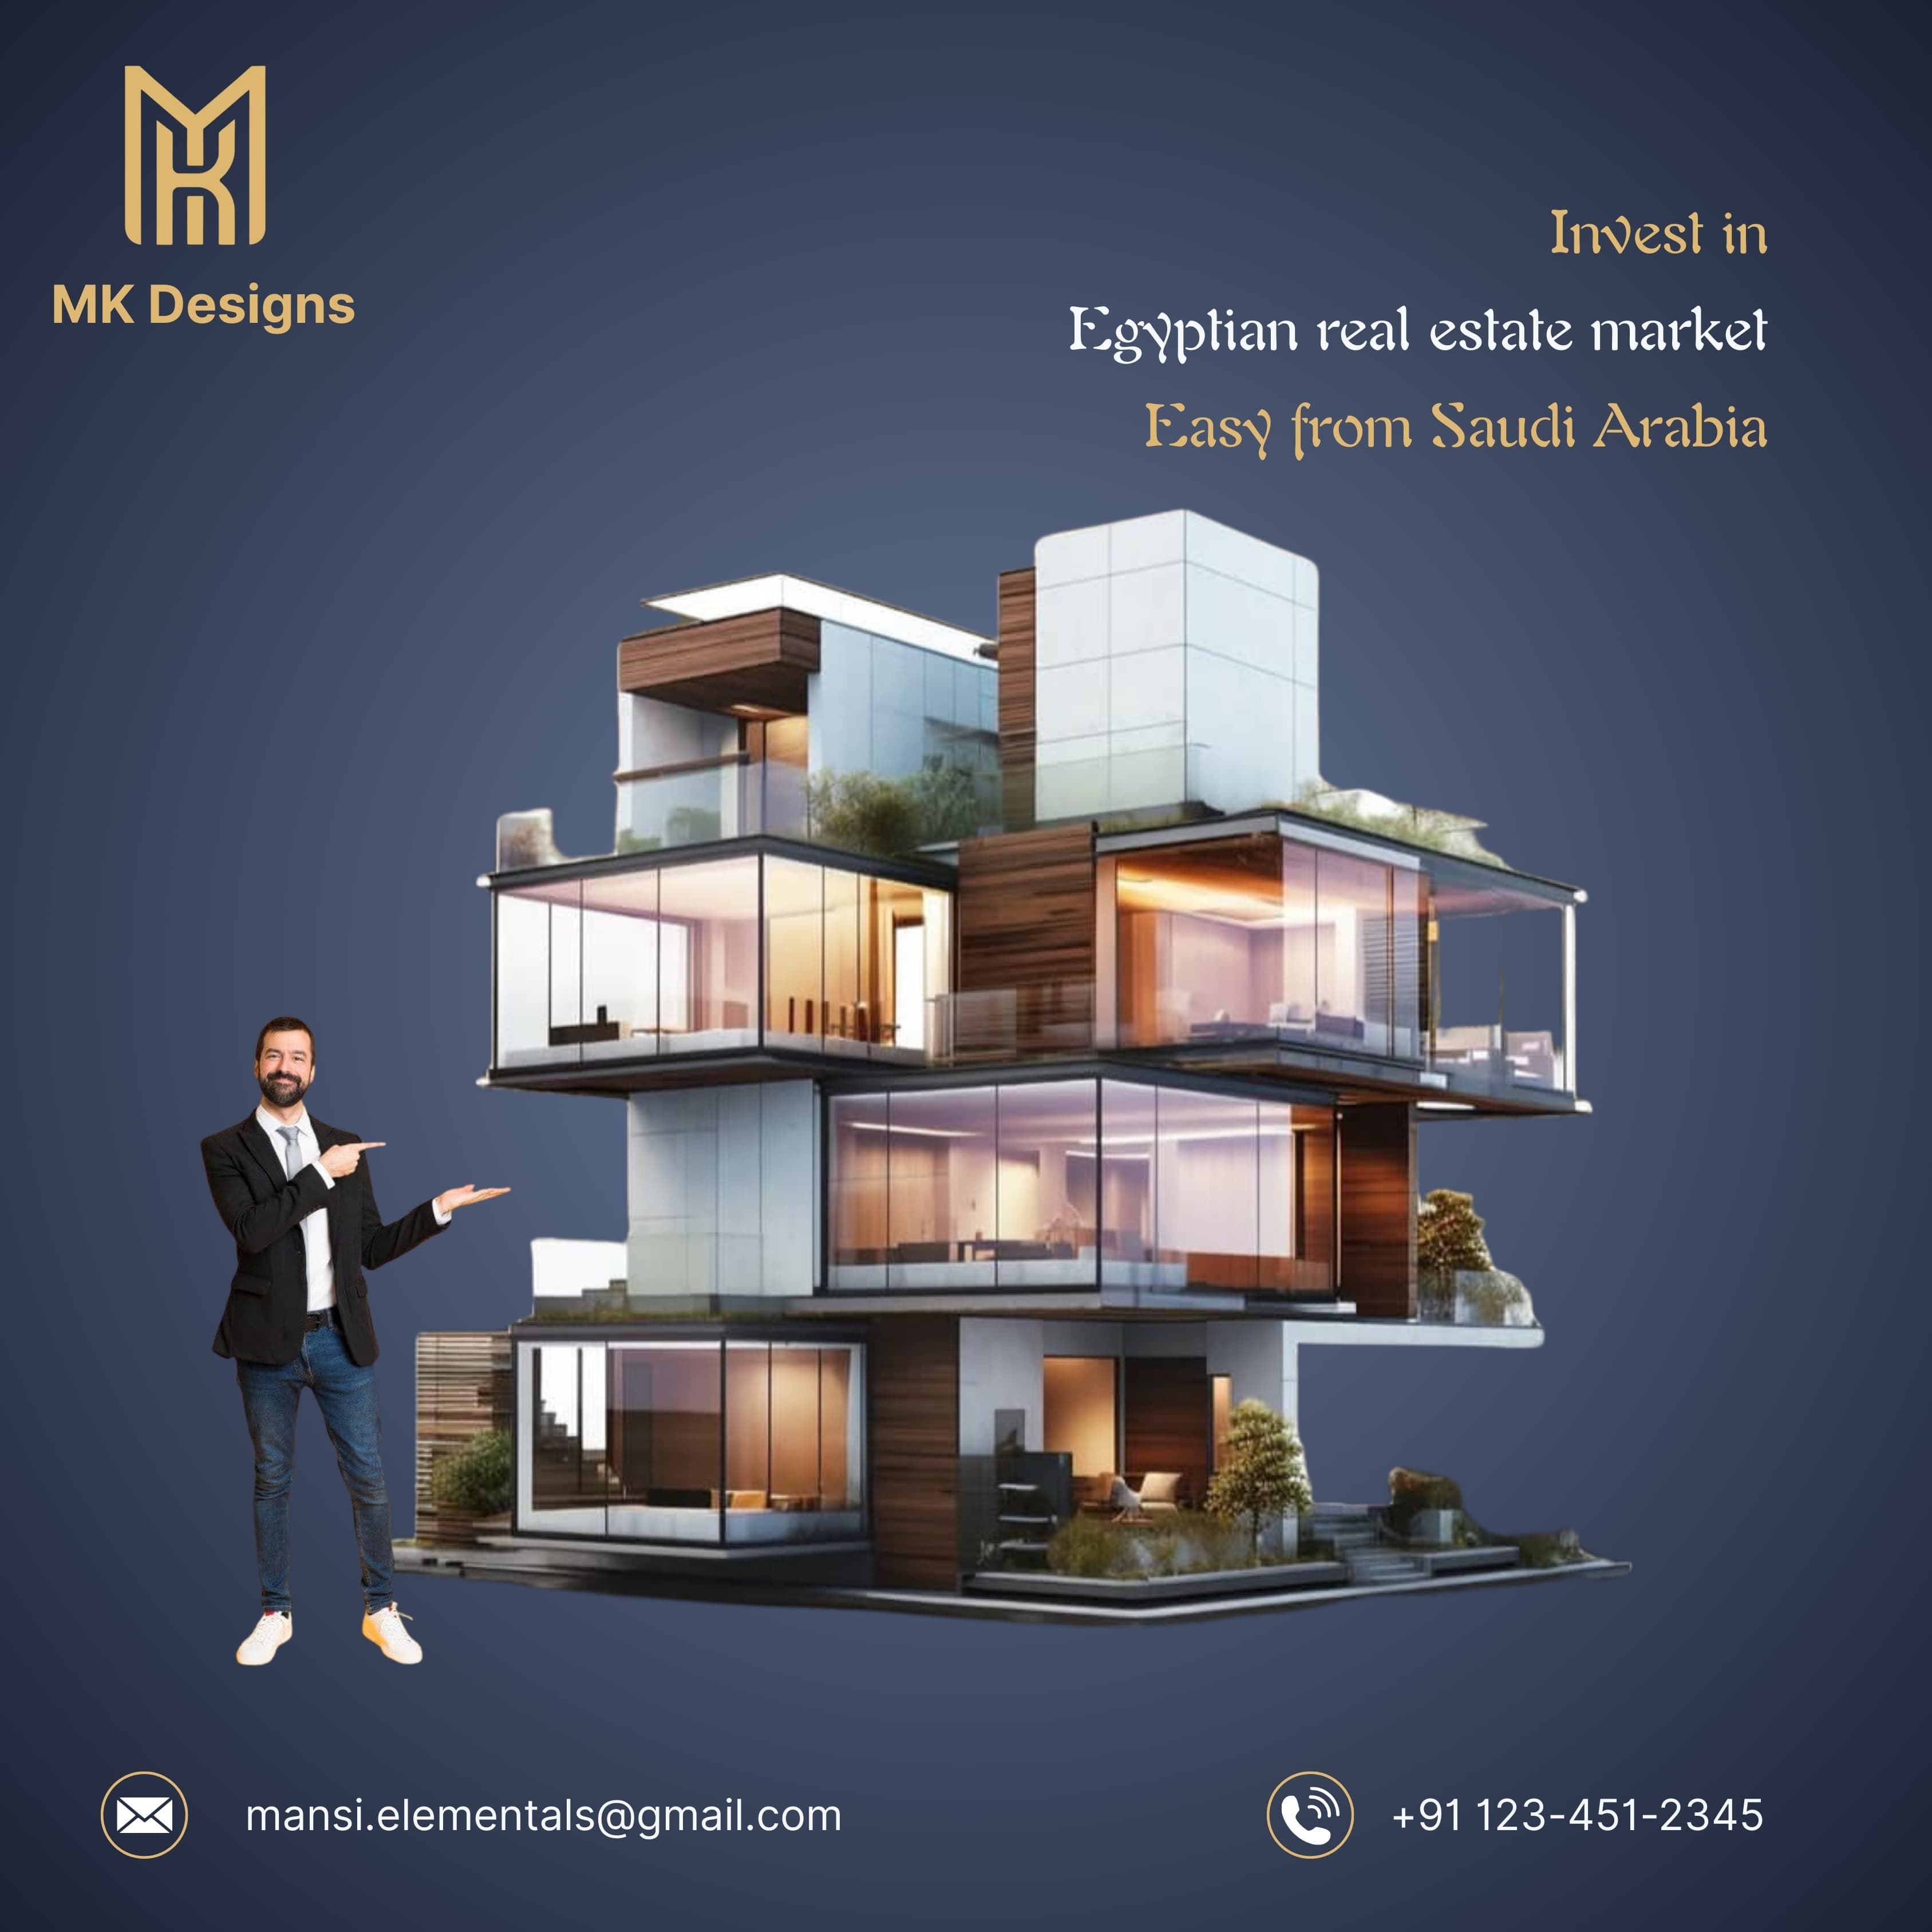 MK Designs
Invest in
Egyptian real estate market
Easy from Saudi Arabia
mansi.elementals@gmail.com
+91 123-451-2345